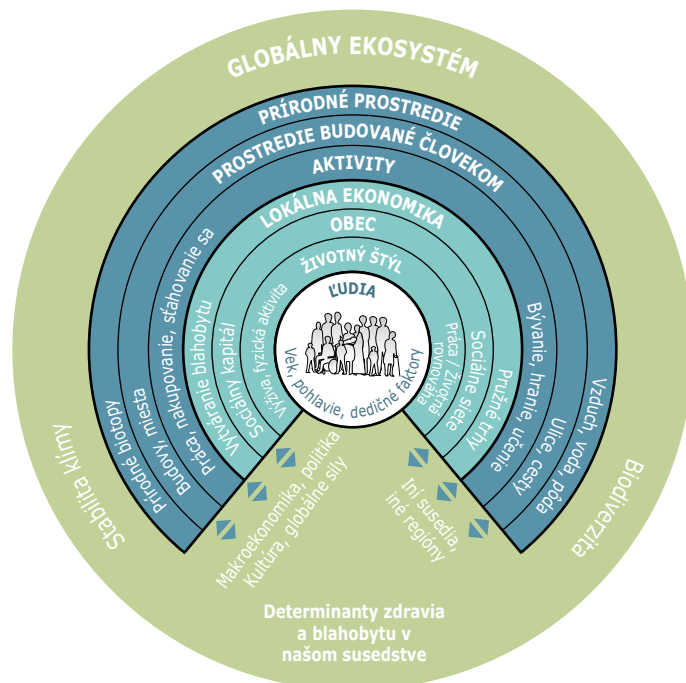 GLOBÁLNY EKOSYSTÉM
PRÍRODNÉ PROSTREDIE
PROSTREDIE BUDOVANÉ ČLOVEKOM
AKTIVITY
LOKÁLNA EKONOMIKA
OBEC
ŽIVOTNÝ ŠTÝL
ĽUDIA
Vek, pohlavie, dedičné faktory
Stabilita klímy
Prírodné biotopy
Budovy, miesta
Práca, nakupovanie, sťahovanie sa
Vytváranie blahobytu
Sociálny kapitál
Výživa fyzická aktivita
Práca Životná
rovnováha
Sociálne siete
Pružné trhy
Bývanie, hranie, učenie
Ulice, cesty
Vzduch, voda, pôda
Biodiverzita
Makroekonomika, politika
Kultúra, globálne sily
Iní susedia,
iné regióny
Determinanty zdravia
a blahobytu v
našom susedstve